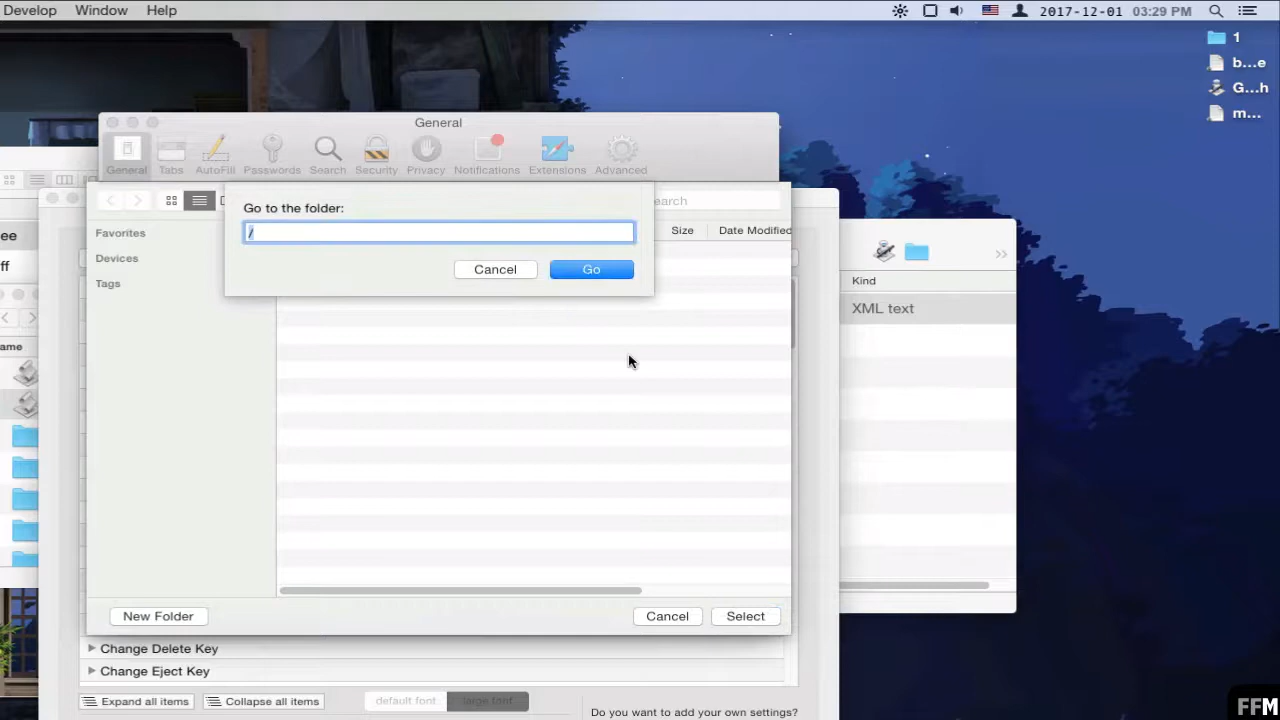 Develop Window Help
2017-12-01 03:29 PM
1
b...e
G...h
m...
General
General Tabs AutoFill Passwords Search Security Privacy Notifications Extensions Advanced
Go to the folder:
/
Cancel Go
earch
Size Date Modified
Favorites
Devices
Tags
ee
ff
ame
Kind
XML text
New Folder Cancel Select
Change Delete Key
Change Eject Key
Expand all items Collapse all items default font large font
Do you want to add your own settings?
FFM